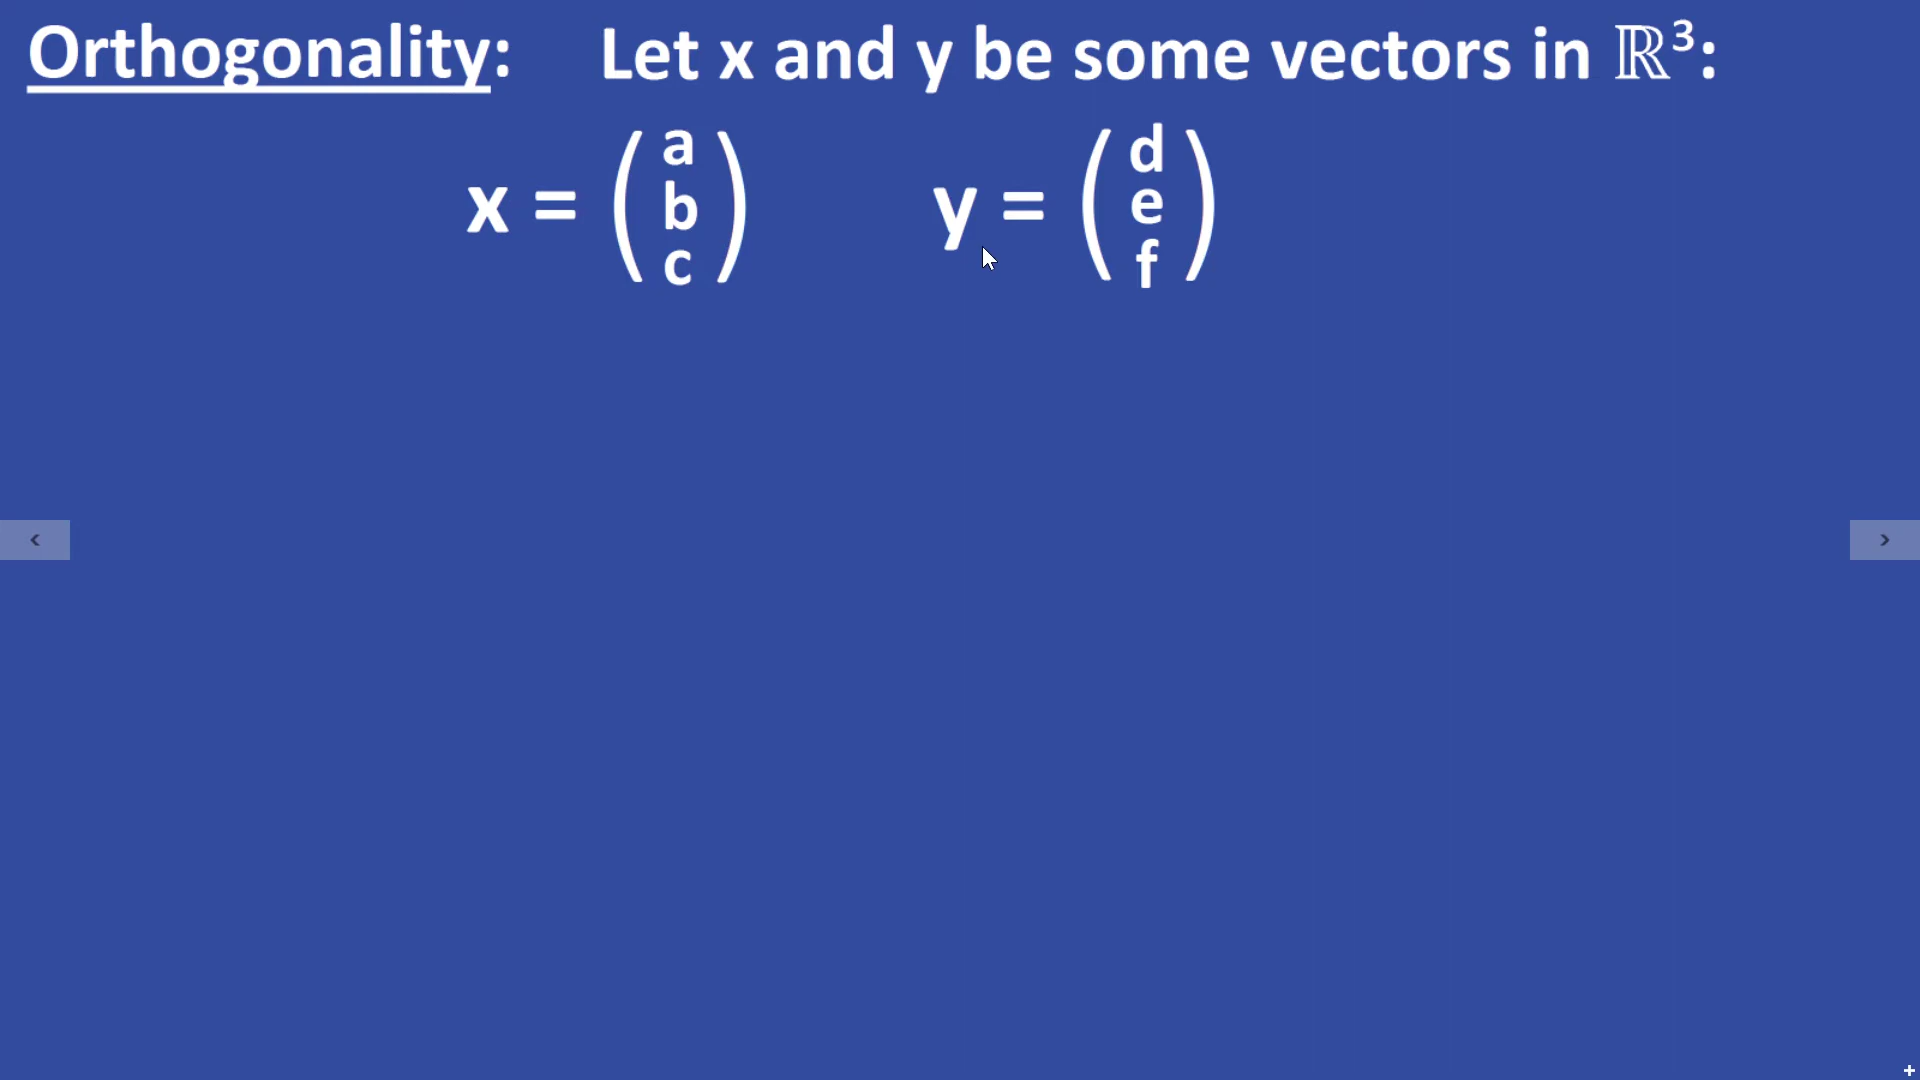 Orthogonality: Let x and y be some vectors in ℝ³:
x = ( a b c ) y = ( d e f )